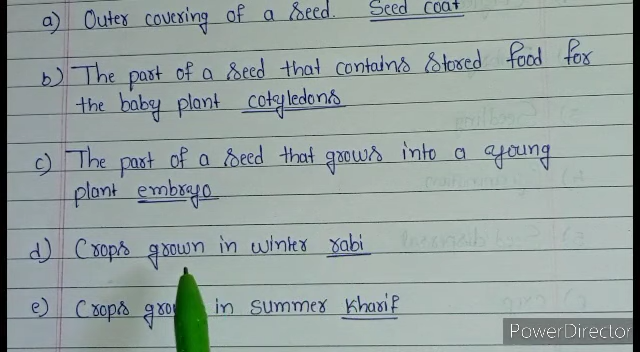 a) Outer covering of a seed. Seed coat
b) The part of a seed that contains stored food for
the baby plant cotyledons
c) The part of a seed that grows into a young
plant embryo
d) Crops grown in winter rabi
e) Crops in summer Kharif
PowerDirector